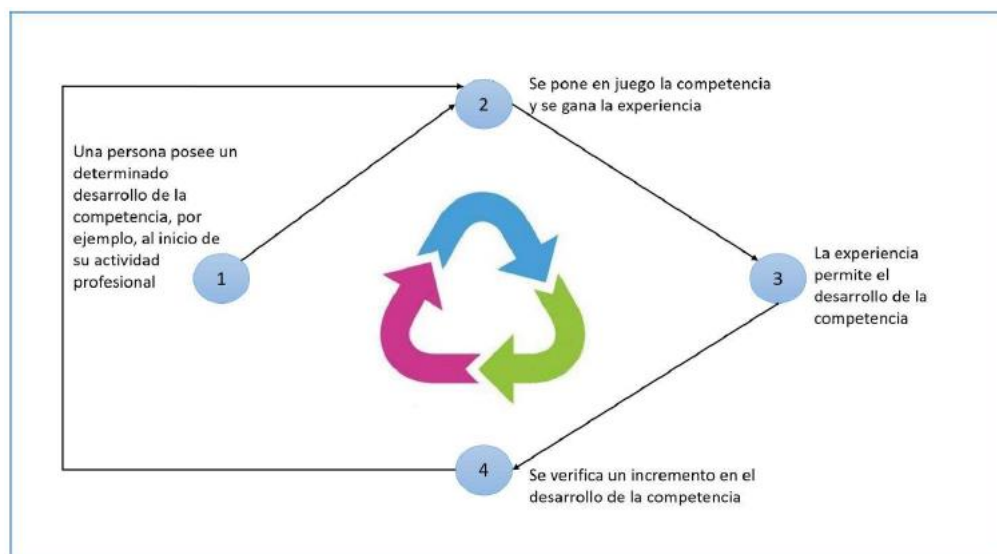 Una persona posee un
determinado
desarrollo de la
competencia, por
ejemplo, al inicio de
su actividad
profesional
1
2
Se pone en juego la competencia
y se gana la experiencia
3
La experiencia
permite el
desarrollo de la
competencia
4
Se verifica un incremento en el
desarrollo de la competencia